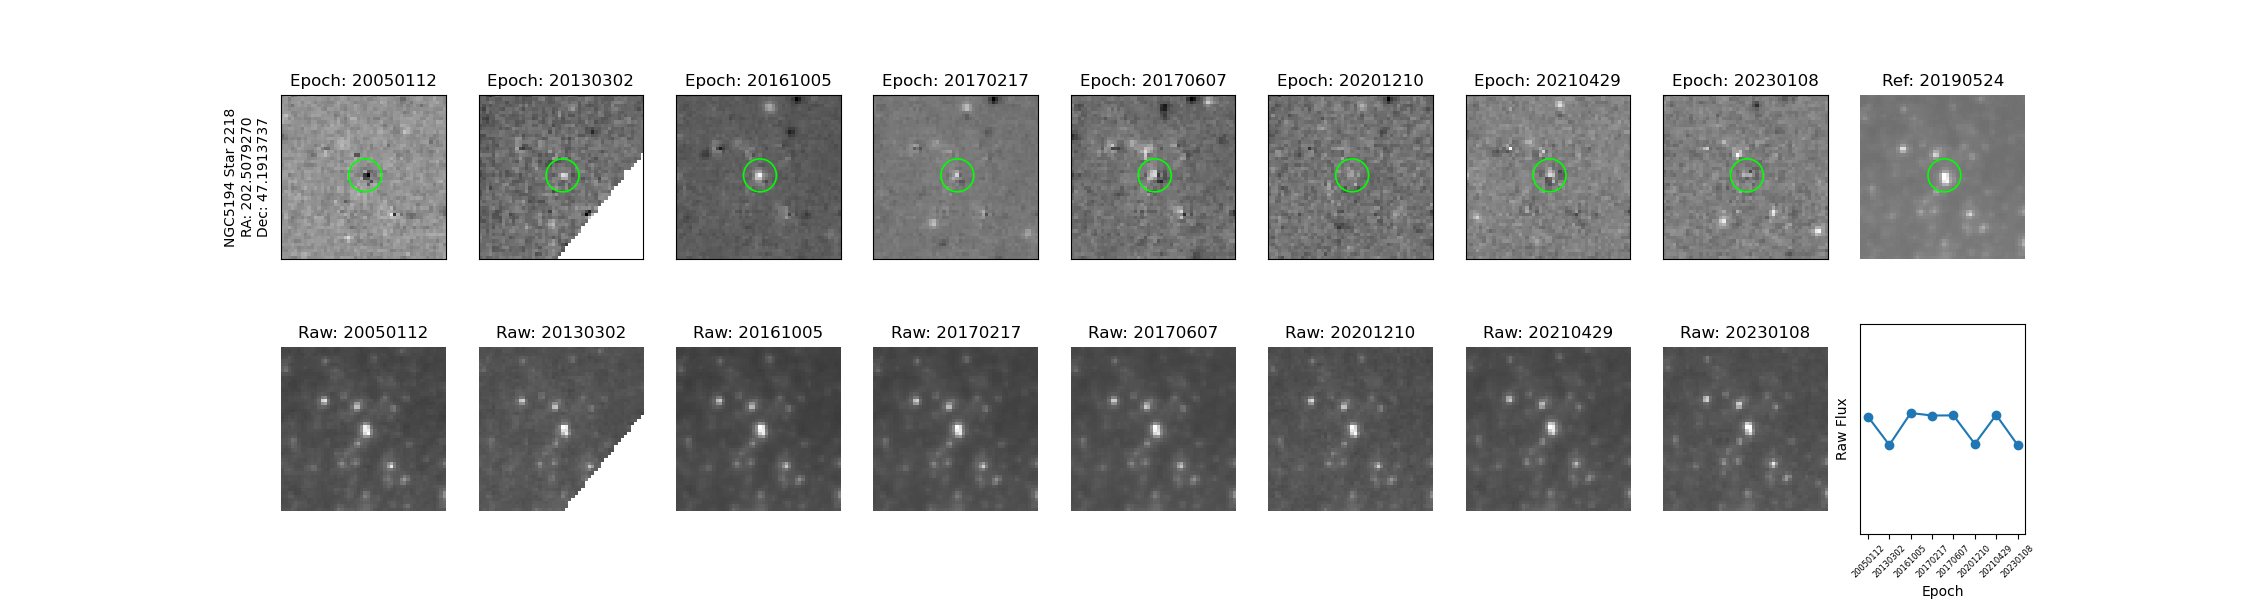 Epoch: 20050112
Epoch: 20130302
Epoch: 20161005
Epoch: 20170217
Epoch: 20170607
Epoch: 20201210
Epoch: 20210429
Epoch: 20230108
Ref: 20190524
NGC5194 Star 2218
RA: 202.5079270
Dec: 47.1913737
Raw: 20050112
Raw: 20130302
Raw: 20161005
Raw: 20170217
Raw: 20170607
Raw: 20201210
Raw: 20210429
Raw: 20230108
Raw Flux
20050112
20130302
20161005
20170217
20170607
20201210
20210429
20230108
Epoch